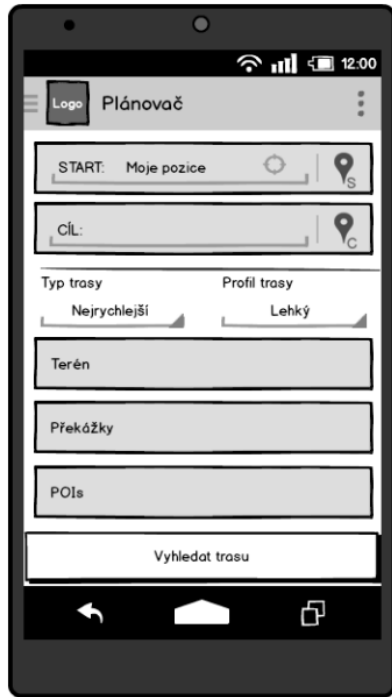 12:00
Logo Plánovač
START: Moje pozice
S
CÍL:
C
Typ trasy Profil trasy
Nejrychlejší Lehký
Terén
Překážky
POIs
Vyhledat trasu